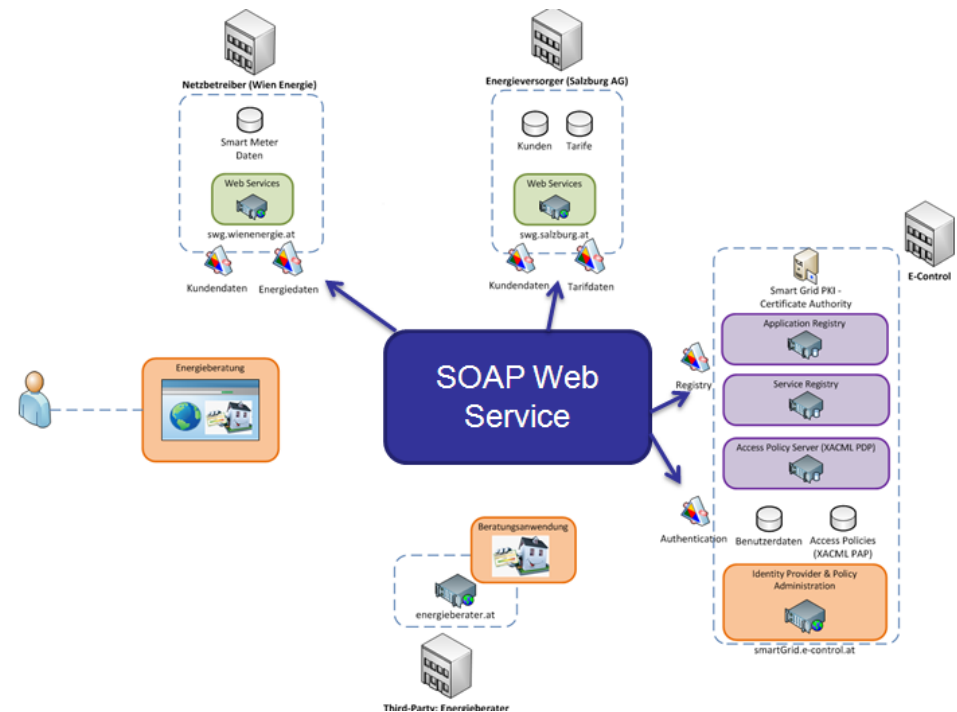 Netzbetreiber (Wien Energie)
Smart Meter
Daten
Web Services
swg.wienenergie.at
Kundendaten
Energiedaten
Energieversorger (Salzburg AG)
Kunden
Tarife
Web Services
swg.salzburg.at
Kundendaten
Tarifdaten
E-Control
Smart Grid PKI -
Certificate Authority
Application Registry
Registry
Service Registry
Access Policy Server (XACML PDP)
Authentication
Benutzerdaten
Access Policies
(XACML PAP)
Identity Provider & Policy
Administration
smartGrid.e-control.at
Energieberatung
SOAP Web
Service
Beratungsanwendung
energieberater.at
Third-Party: Energieberater